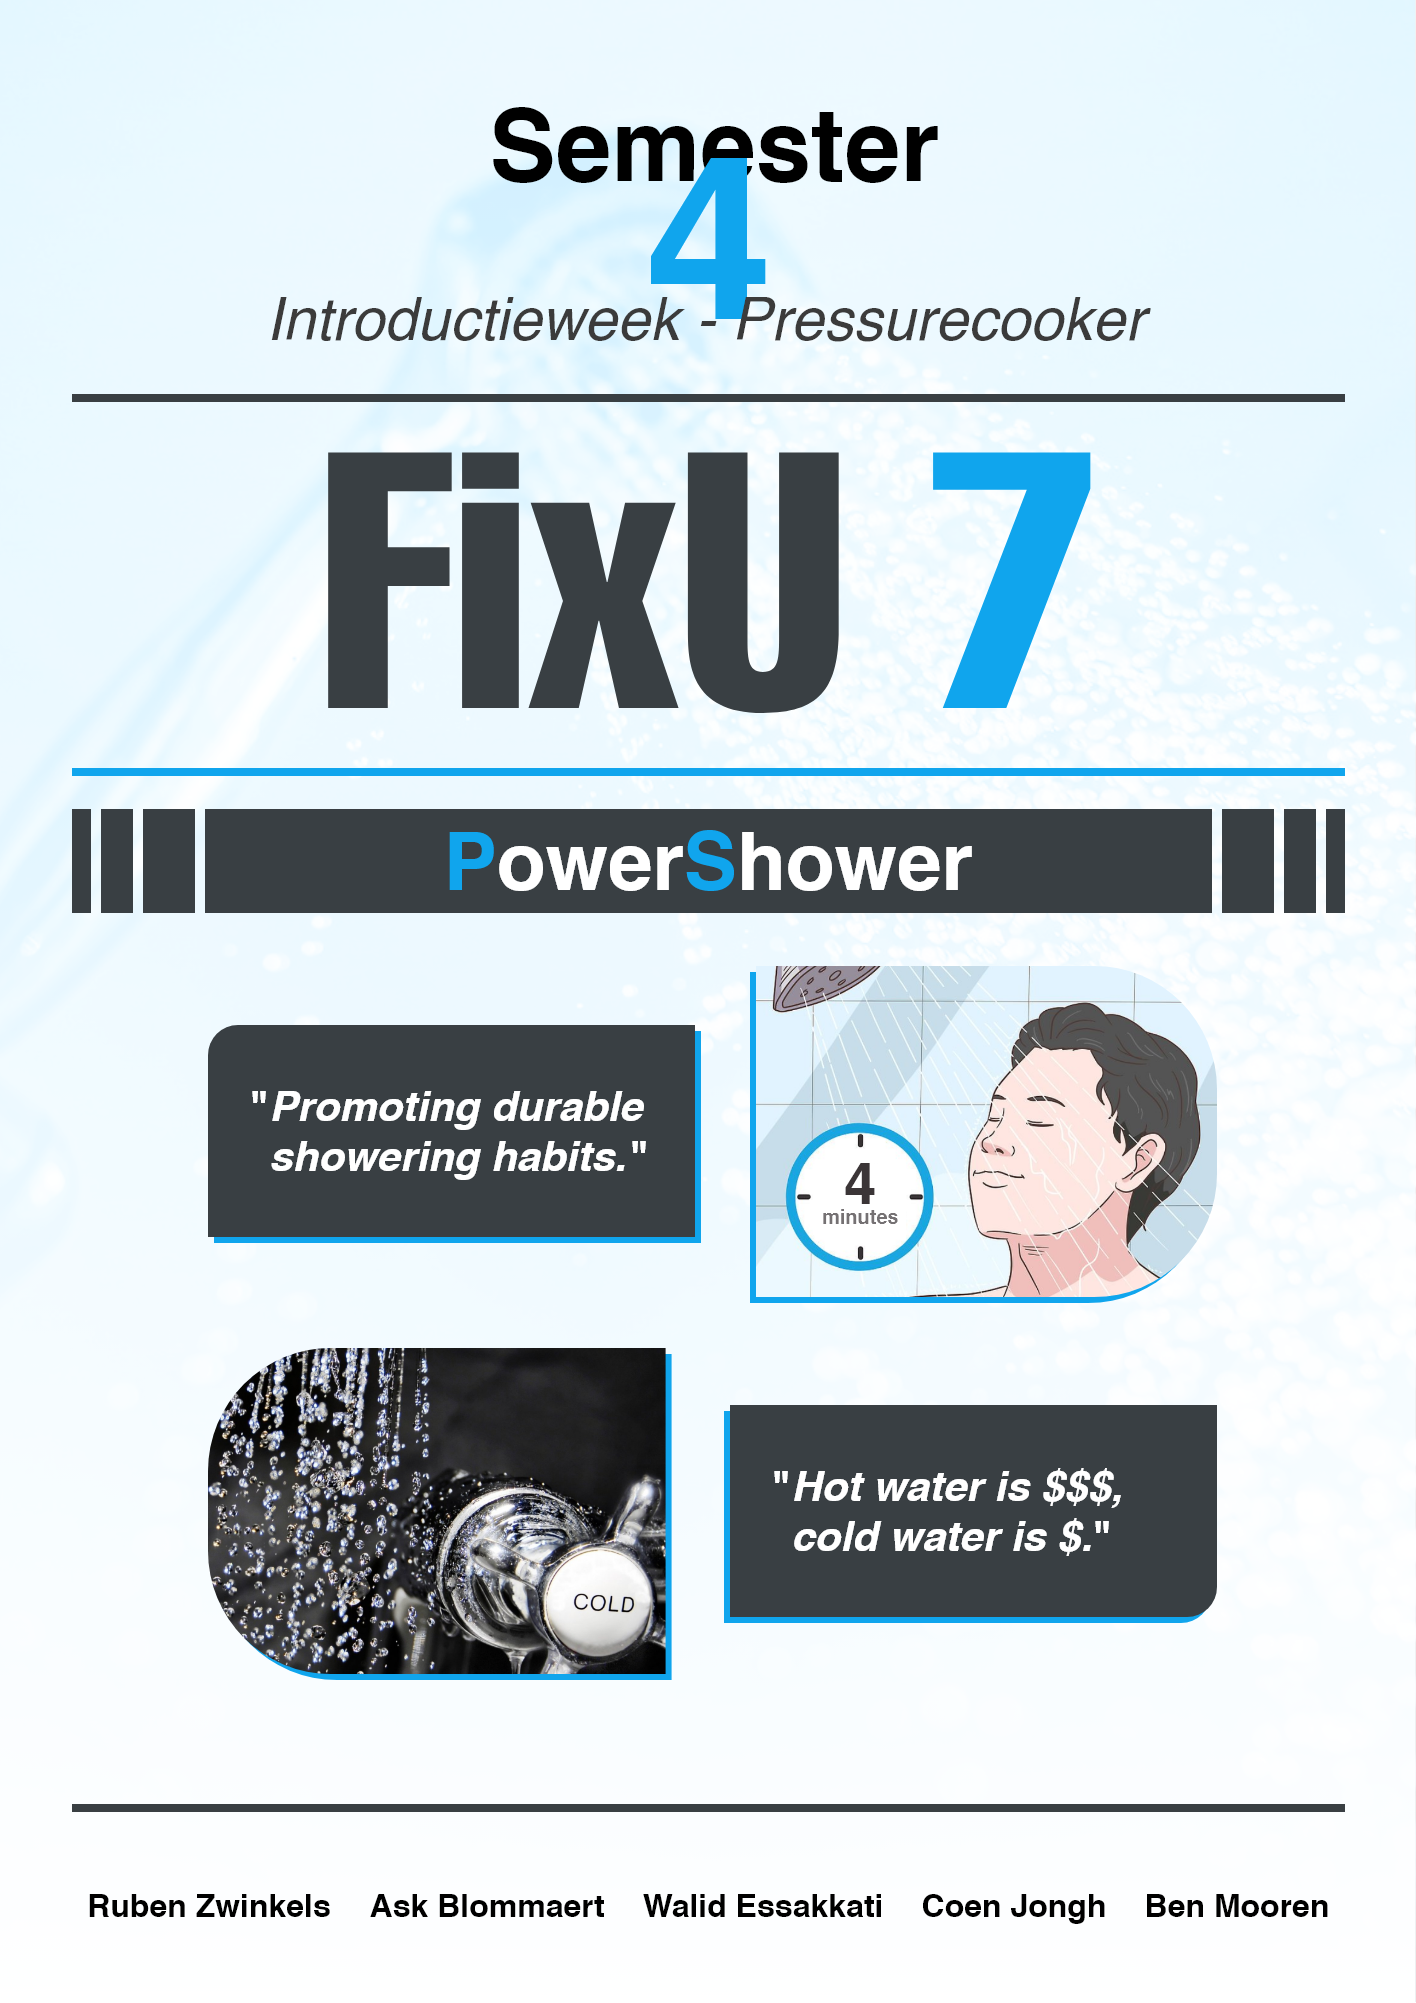 Semester
4
Introductieweek - Pressurecooker
FixU 7
PowerShower
"Promoting durable
showering habits."
4
minutes
COLD
"Hot water is $$$,
cold water is $."
Ruben Zwinkels Ask Blommaert Walid Essakkati Coen Jongh Ben Mooren